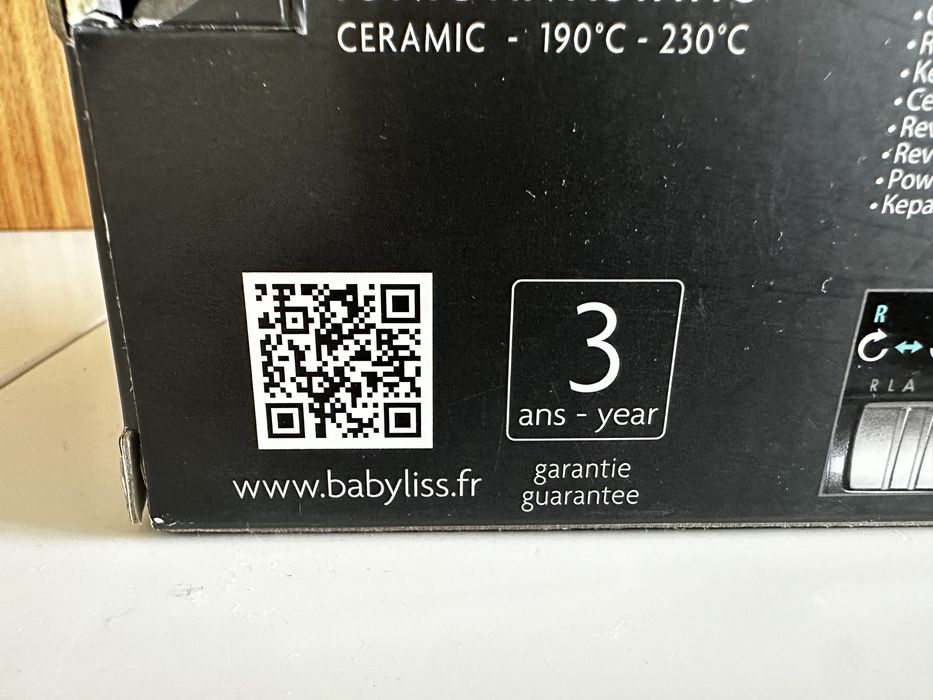 CERAMIC - 190°C - 230°C
R
R L A
3
ans - year
garantie
guarantee
www.babyliss.fr